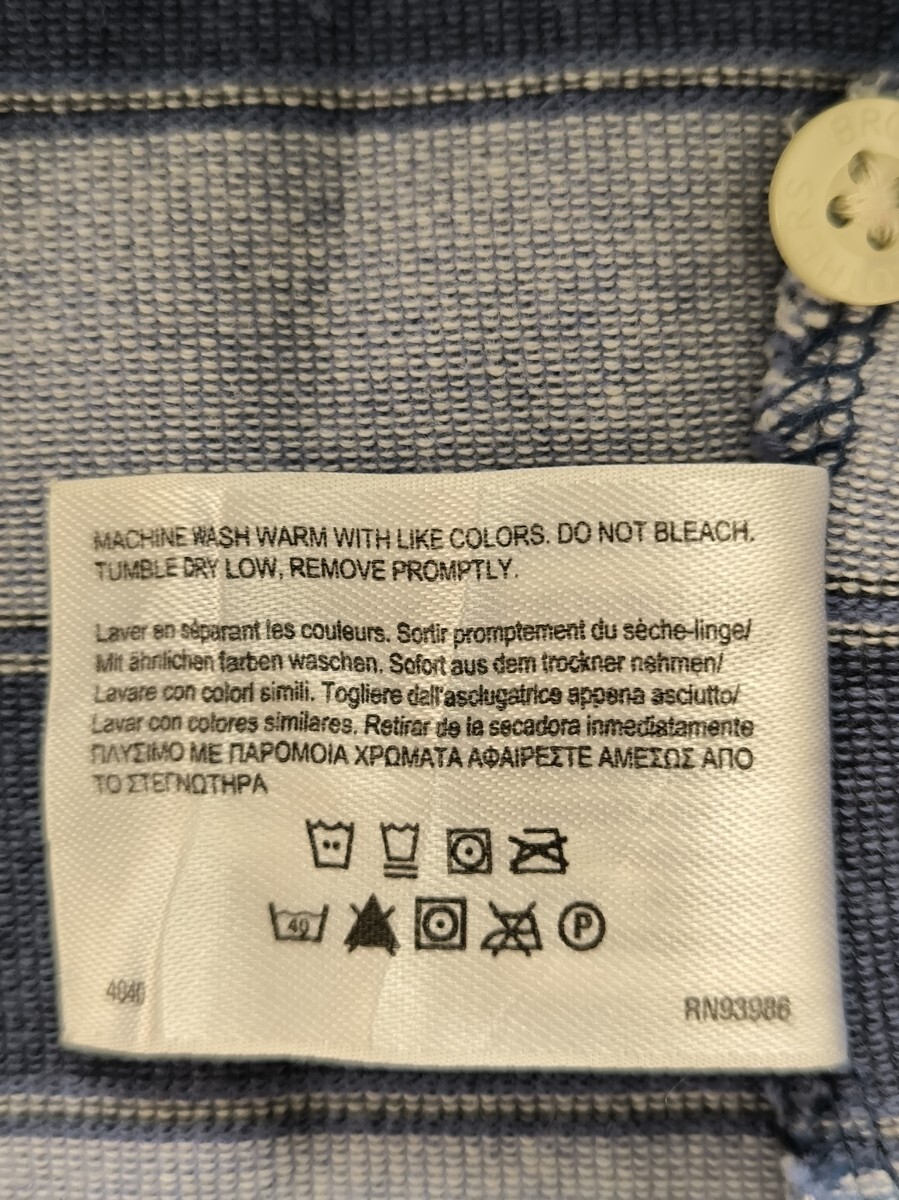 BRO
HERS
MACHINE WASH WARM WITH LIKE COLORS. DO NOT BLEACH.
TUMBLE DRY LOW, REMOVE PROMPTLY.
Laver en séparant les couleurs. Sortir promptement du sèche-linge/
Mit ähnlichen farben waschen. Sofort aus dem trockner nehmen/
Lavare con colori simili. Togliere dall'asciugatrice appena asciutto/
Lavar con colores similares. Retirar de la secadora inmediatamente
ΠΛΥΣΙΜΟ ΜΕ ΠΑΡΟΜΟΙΑ ΧΡΩΜΑΤΑ ΑΦΑΙΡΕΣΤΕ ΑΜΕΣΩΣ ΑΠΟ
ΤΟ ΣΤΕΓΝΩΤΗΡΑ
40 P
4040
RN93986